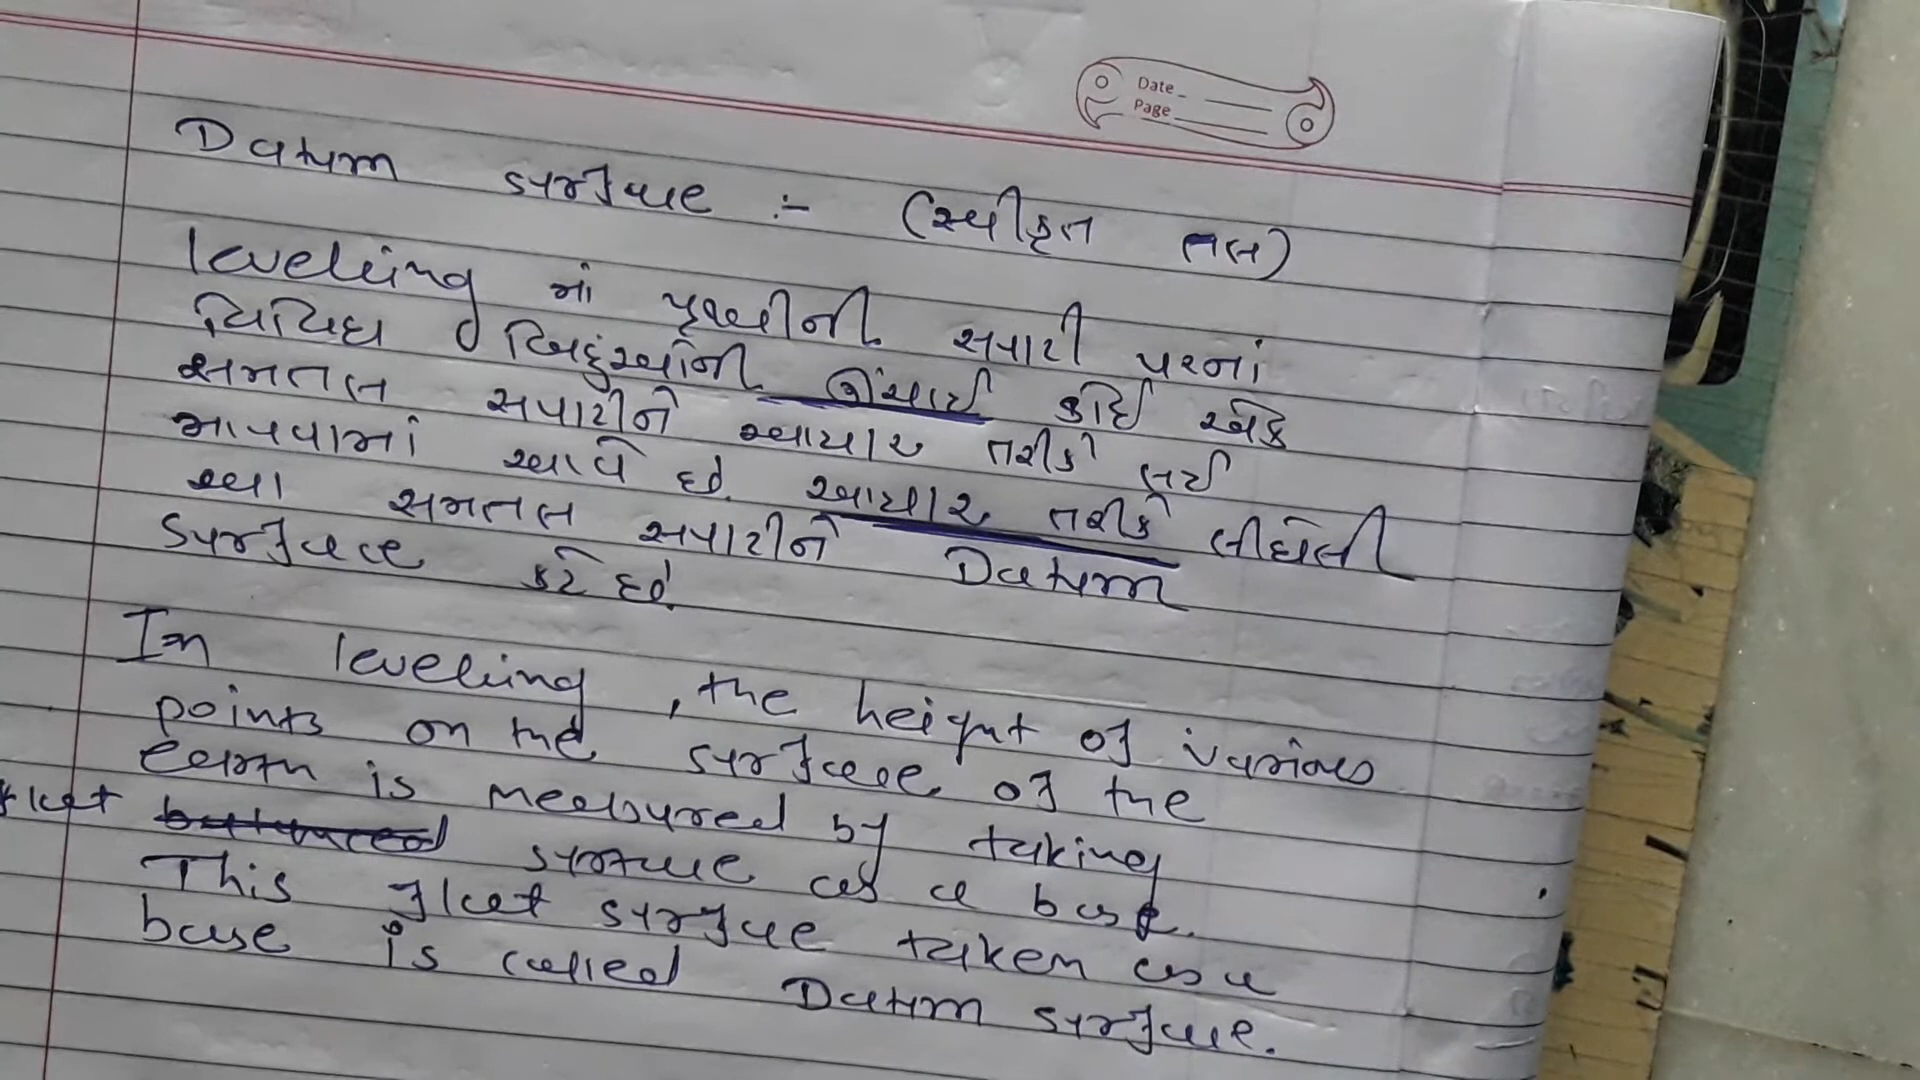 Date
Page
Datum surface :- (સ્વીકૃત તલ)
leveling માં પૃથ્વીની સપાટી પરનાં
વિવિધ બિંદુઓની ઊંચાઈ કોઈ એક
સમતલ સપાટીને આધાર તરીકે લઈ
માપવામાં આવે છે. આધાર તરીકે લીધેલી
આ સમતલ સપાટીને Datum
Surface કહે છે.
In leveling, the height of various
points on the surface of the
earth is measured by taking
flat surface as a base.
This flat surface taken as a
base is called Datum surface.